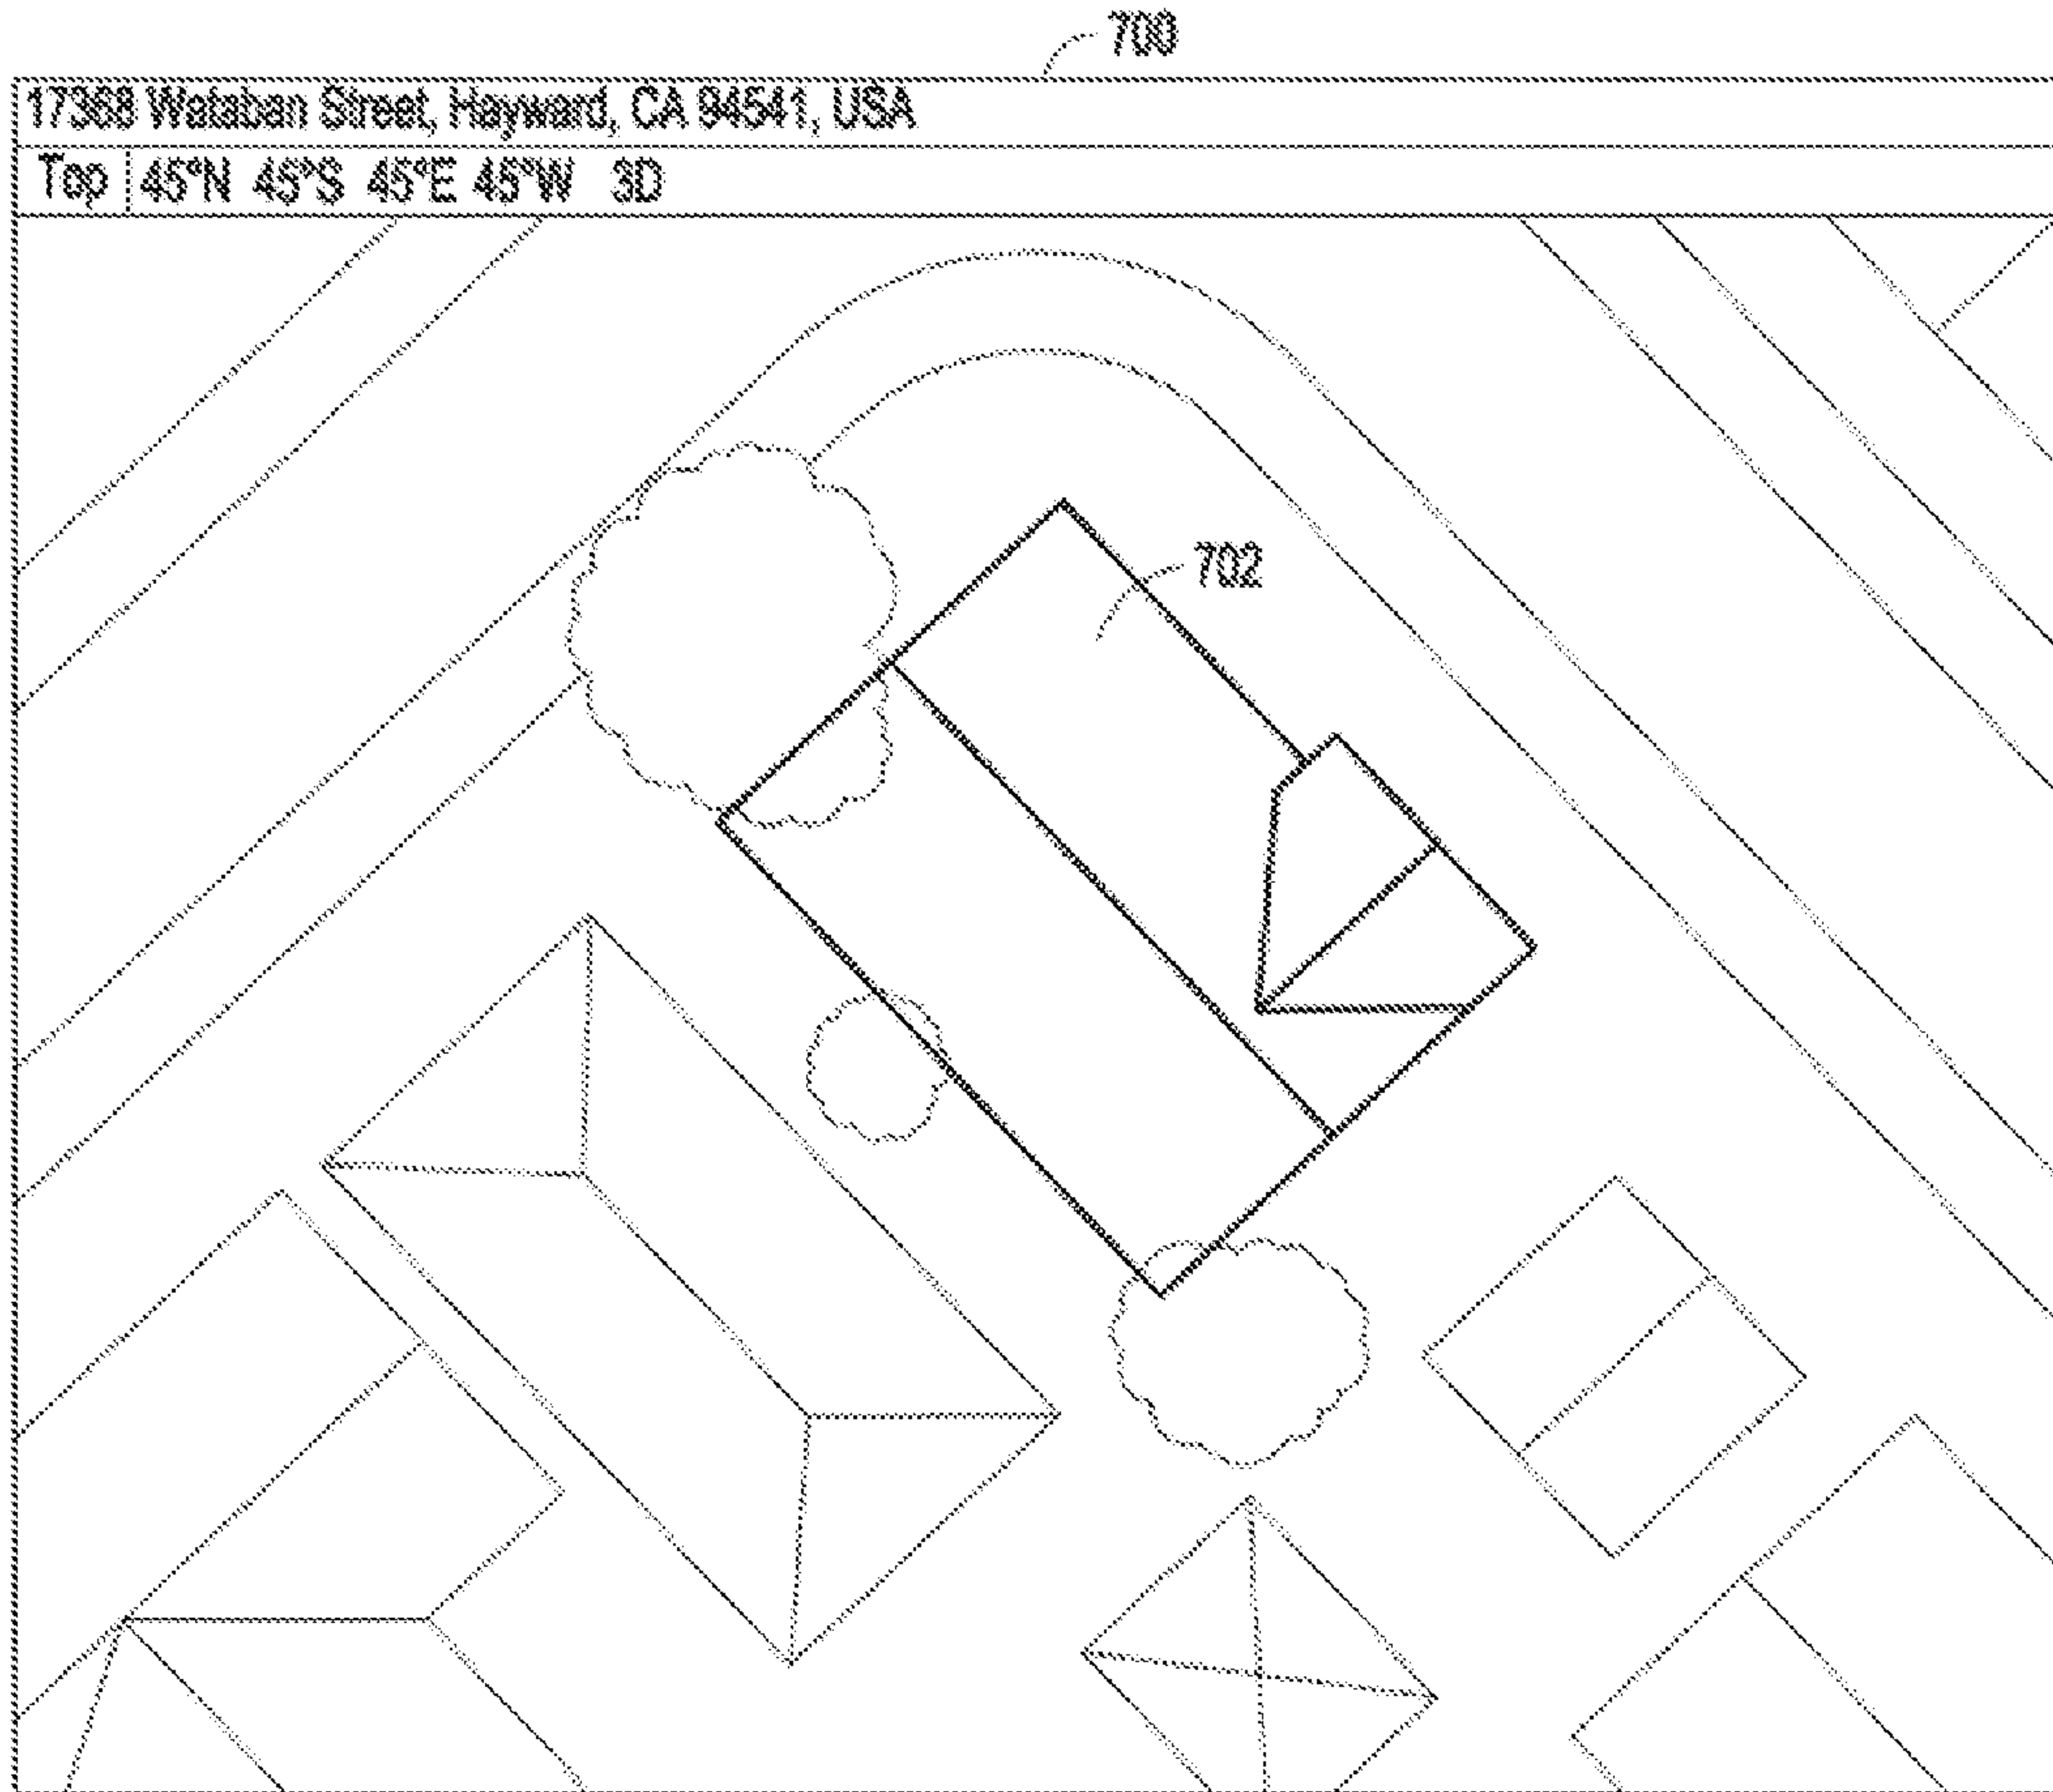 700
17368 Wataban Street, Hayward, CA 94541, USA
Top 45°N 45°S 45°E 45°W 3D
702